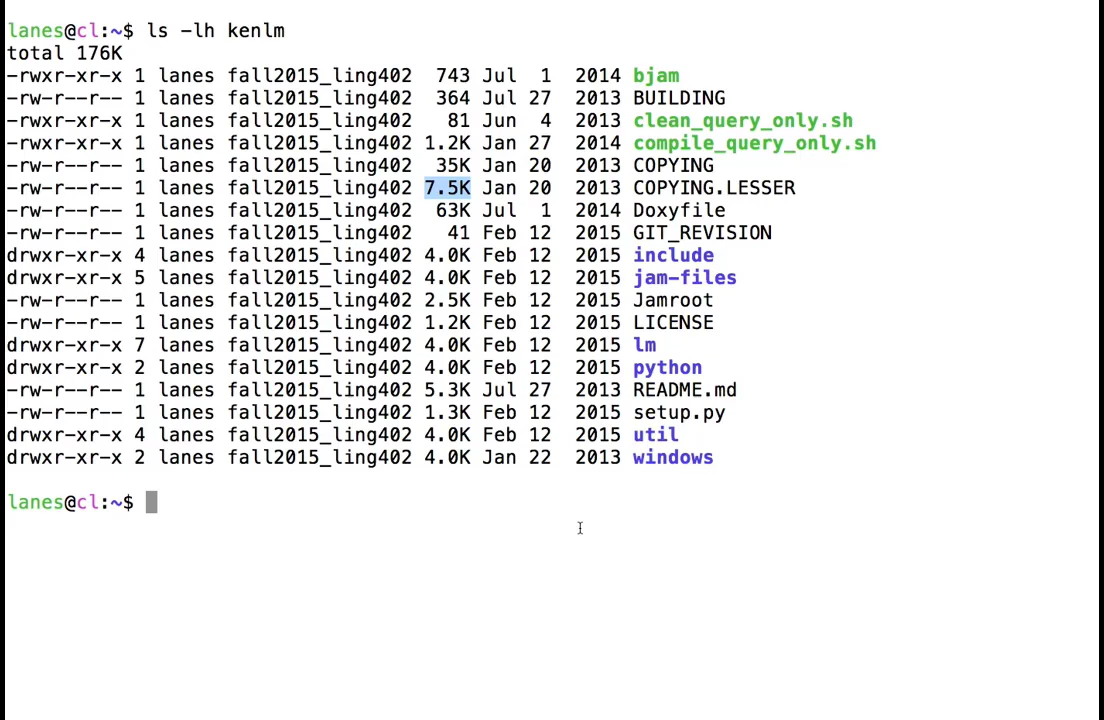 lanes@cl:~$ ls -lh kenlm
total 176K
-rwxr-xr-x 1 lanes fall2015_ling402  743 Jul  1  2014 bjam
-rw-r--r-- 1 lanes fall2015_ling402  364 Jul 27  2013 BUILDING
-rwxr-xr-x 1 lanes fall2015_ling402   81 Jun  4  2013 clean_query_only.sh
-rwxr-xr-x 1 lanes fall2015_ling402 1.2K Jan 27  2014 compile_query_only.sh
-rw-r--r-- 1 lanes fall2015_ling402  35K Jan 20  2013 COPYING
-rw-r--r-- 1 lanes fall2015_ling402 7.5K Jan 20  2013 COPYING.LESSER
-rw-r--r-- 1 lanes fall2015_ling402  63K Jul  1  2014 Doxyfile
-rw-r--r-- 1 lanes fall2015_ling402   41 Feb 12  2015 GIT_REVISION
drwxr-xr-x 4 lanes fall2015_ling402 4.0K Feb 12  2015 include
drwxr-xr-x 5 lanes fall2015_ling402 4.0K Feb 12  2015 jam-files
-rw-r--r-- 1 lanes fall2015_ling402 2.5K Feb 12  2015 Jamroot
-rw-r--r-- 1 lanes fall2015_ling402 1.2K Feb 12  2015 LICENSE
drwxr-xr-x 7 lanes fall2015_ling402 4.0K Feb 12  2015 lm
drwxr-xr-x 2 lanes fall2015_ling402 4.0K Feb 12  2015 python
-rw-r--r-- 1 lanes fall2015_ling402 5.3K Jul 27  2013 README.md
-rw-r--r-- 1 lanes fall2015_ling402 1.3K Feb 12  2015 setup.py
drwxr-xr-x 4 lanes fall2015_ling402 4.0K Feb 12  2015 util
drwxr-xr-x 2 lanes fall2015_ling402 4.0K Jan 22  2013 windows
lanes@cl:~$